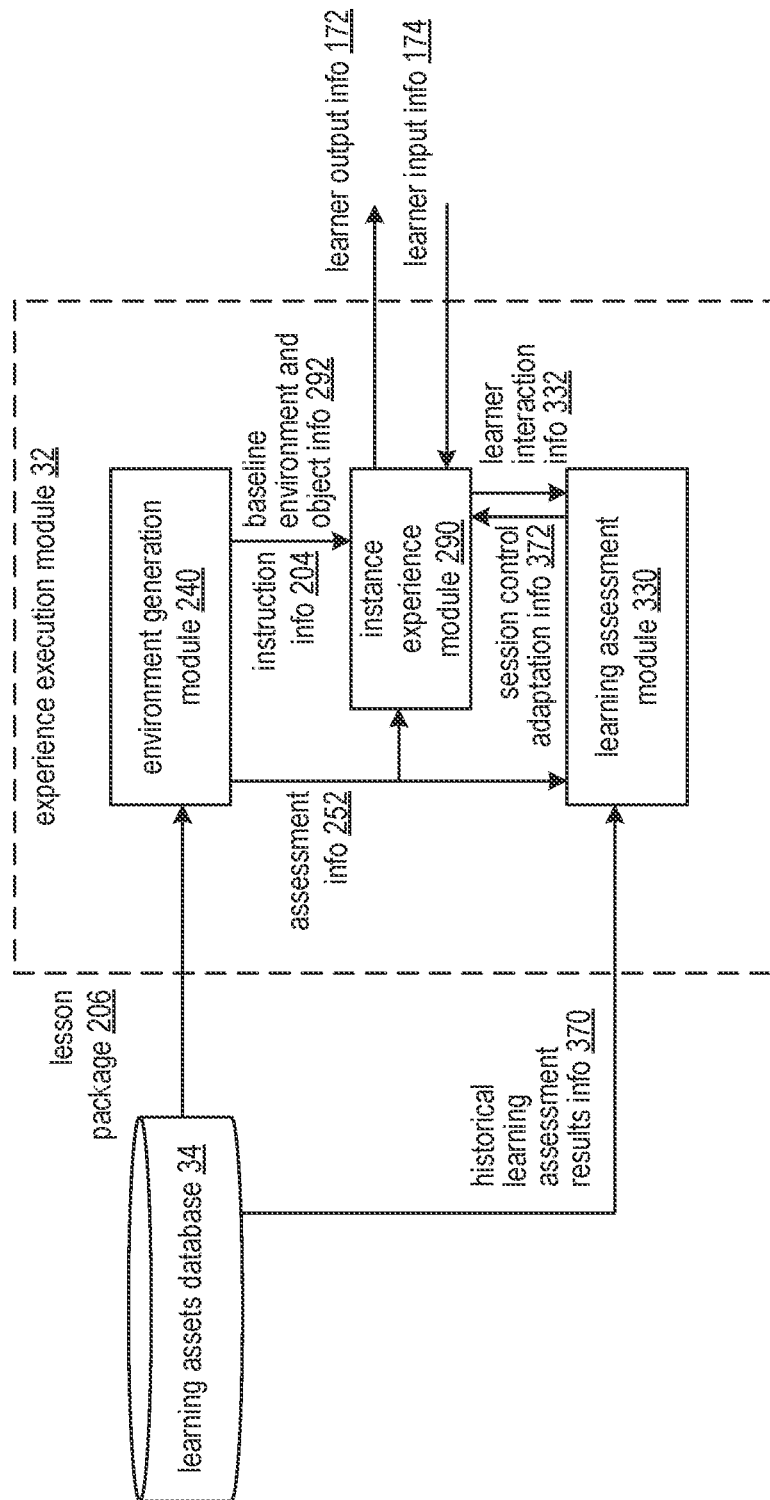 experience execution module 32
lesson
package 206
learning assets database 34
environment generation
module 240
baseline
environment and
object info 292
instruction
info 204
assessment
info 252
instance
experience
module 290
learner output info 172
learner input info 174
learner
interaction
info 332
session control
adaptation info 372
historical
learning
assessment
results info 370
learning assessment
module 330